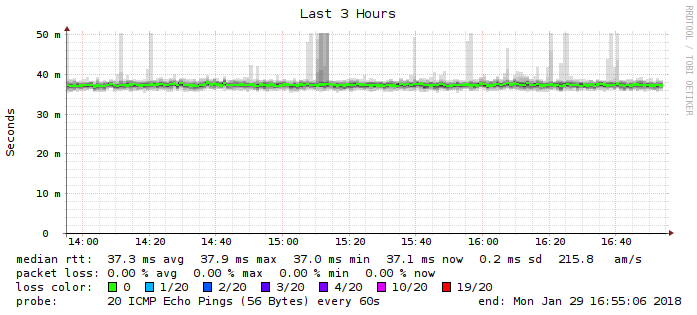 Last 3 Hours
RRDTOOL / TOBI OETIKER
Seconds
50 m
40 m
30 m
20 m
10 m
0
14:00 14:20 14:40 15:00 15:20 15:40 16:00 16:20 16:40
median rtt: 37.3 ms avg 37.9 ms max 37.0 ms min 37.1 ms now 0.2 ms sd 215.8 am/s
packet loss: 0.00 % avg 0.00 % max 0.00 % min 0.00 % now
loss color: 0 1/20 2/20 3/20 4/20 10/20 19/20
probe: 20 ICMP Echo Pings (56 Bytes) every 60s end: Mon Jan 29 16:55:06 2018